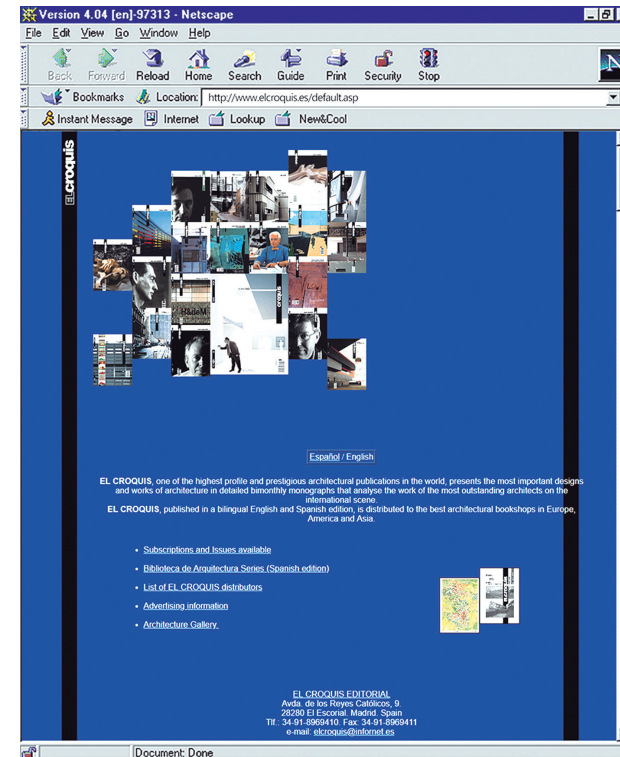 Version 4.04 [en]-97313 - Netscape
File Edit View Go Window Help
Back Forward Reload Home Search Guide Print Security Stop
N
Bookmarks Location: http://www.elcroquis.es/default.asp
Instant Message Internet Lookup New&Cool
EL croquis
croquis
H&deM
Español / English
EL CROQUIS, one of the highest profile and prestigious architectural publications in the world, presents the most important designs
and works of architecture in detailed bimonthly monographs that analyse the work of the most outstanding architects on the
international scene.
EL CROQUIS, published in a bilingual English and Spanish edition, is distributed to the best architectural bookshops in Europe,
America and Asia.
• Subscriptions and Issues available
• Biblioteca de Arquitectura Series (Spanish edition)
• List of EL CROQUIS distributors
• Advertising information
• Architecture Gallery
croquis
EL CROQUIS EDITORIAL
Avda. de los Reyes Católicos, 9.
28280 El Escorial. Madrid. Spain
Tlf.: 34-91-8969410. Fax: 34-91-8969411
e-mail: elcroquis@infornet.es
Document: Done